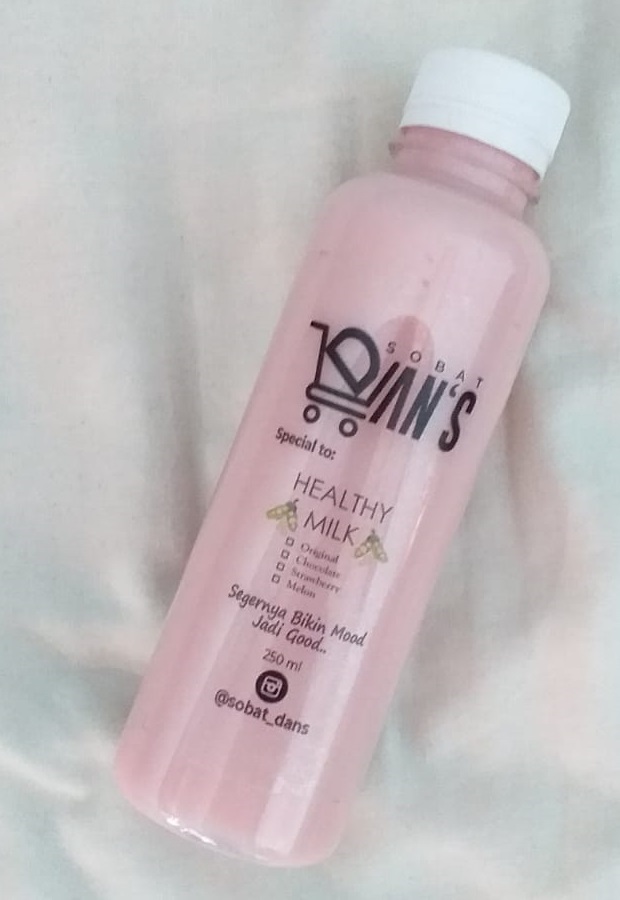 SOBAT
DAN'S
Special to:
HEALTHY
MILK
Original
Chocolate
Strawberry
Melon
Segernya Bikin Mood
Jadi Good..
250 ml
@sobat_dans